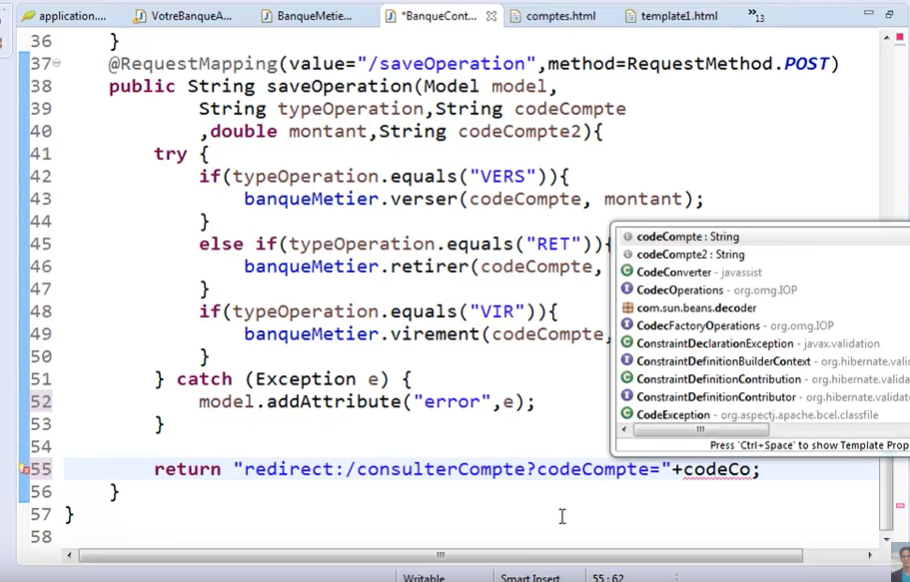 application....
VotreBanqueA...
BanqueMetie...
*BanqueCont...
comptes.html
template1.html
»13
36 }
37 @RequestMapping(value="/saveOperation",method=RequestMethod.POST)
38 public String saveOperation(Model model,
39 String typeOperation,String codeCompte
40 ,double montant,String codeCompte2){
41 try {
42 if(typeOperation.equals("VERS")){
43 banqueMetier.verser(codeCompte, montant);
44 }
45 else if(typeOperation.equals("RET")){
46 banqueMetier.retirer(codeCompte,
47 }
48 if(typeOperation.equals("VIR")){
49 banqueMetier.virement(codeCompte,
50 }
51 } catch (Exception e) {
52 model.addAttribute("error",e);
53 }
54
55 return "redirect:/consulterCompte?codeCompte="+codeCo;
56 }
57 }
58
codeCompte : String
codeCompte2 : String
CodeConverter - javassist
CodecOperations - org.omg.IOP
com.sun.beans.decoder
CodecFactoryOperations - org.omg.IOP
ConstraintDeclarationException - javax.validation
ConstraintDefinitionBuilderContext - org.hibernate.valida
ConstraintDefinitionContribution - org.hibernate.validat
ConstraintDefinitionContributor - org.hibernate.validate
CodeException - org.aspectj.apache.bcel.classfile
Press 'Ctrl+Space' to show Template Prop
Writable
Smart Insert
55 : 62